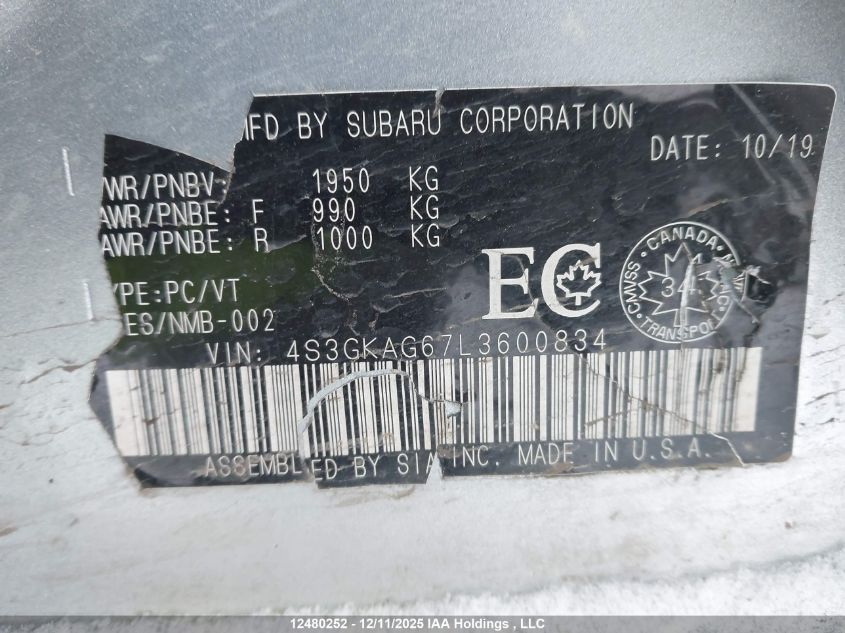 MFD BY SUBARU CORPORATION
DATE: 10/19
WR/PNBV: 1950 KG
AWR/PNBE: F 990 KG
AWR/PNBE: R 1000 KG
YPE:PC/VT
ES/NMB-002
EC
CANADA
CMVSS
NSVAC
34
TRANSPORT
VIN: 4S3GKAG67L3600834
ASSEMBLED BY SIA INC. MADE IN U.S.A.
12480252 - 12/11/2025 IAA Holdings , LLC